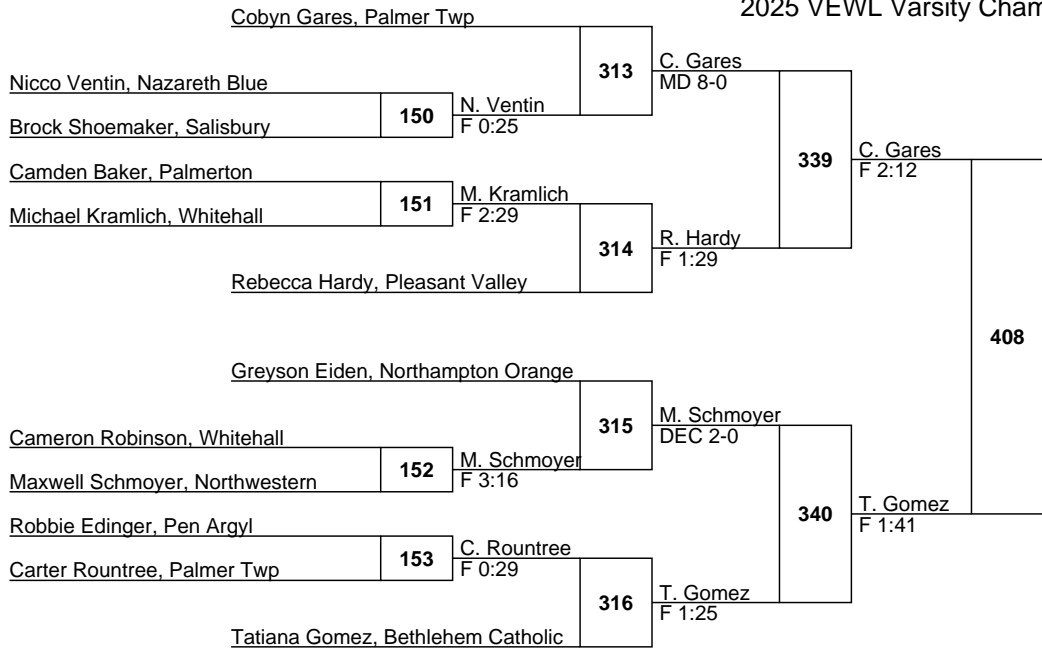 2025 VEWL Varsity Cham
Cobyn Gares, Palmer Twp
313
C. Gares
MD 8-0
Nicco Ventin, Nazareth Blue
150
N. Ventin
F 0:25
Brock Shoemaker, Salisbury
339
C. Gares
F 2:12
Camden Baker, Palmerton
151
M. Kramlich
F 2:29
Michael Kramlich, Whitehall
314
R. Hardy
F 1:29
Rebecca Hardy, Pleasant Valley
408
Greyson Eiden, Northampton Orange
315
M. Schmoyer
DEC 2-0
Cameron Robinson, Whitehall
152
M. Schmoyer
F 3:16
Maxwell Schmoyer, Northwestern
340
T. Gomez
F 1:41
Robbie Edinger, Pen Argyl
153
C. Rountree
F 0:29
Carter Rountree, Palmer Twp
316
T. Gomez
F 1:25
Tatiana Gomez, Bethlehem Catholic